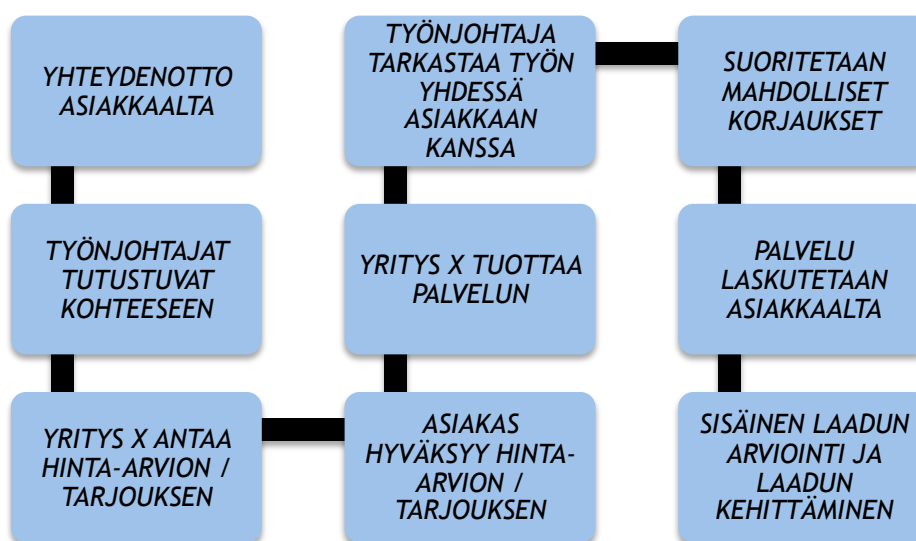 YHTEYDENOTTO
ASIAKKAALTA
TYÖNJOHTAJAT
TUTUSTUVAT
KOHTEESEEN
YRITYS X ANTAA
HINTA-ARVION /
TARJOUKSEN
ASIAKAS
HYVÄKSYY HINTA-
ARVION /
TARJOUKSEN
YRITYS X TUOTTAA
PALVELUN
TYÖNJOHTAJA
TARKASTAA TYÖN
YHDESSÄ
ASIAKKAAN
KANSSA
SUORITETAAN
MAHDOLLISET
KORJAUKSET
PALVELU
LASKUTETAAN
ASIAKKAALTA
SISÄINEN LAADUN
ARVIOINTI JA
LAADUN
KEHITTÄMINEN